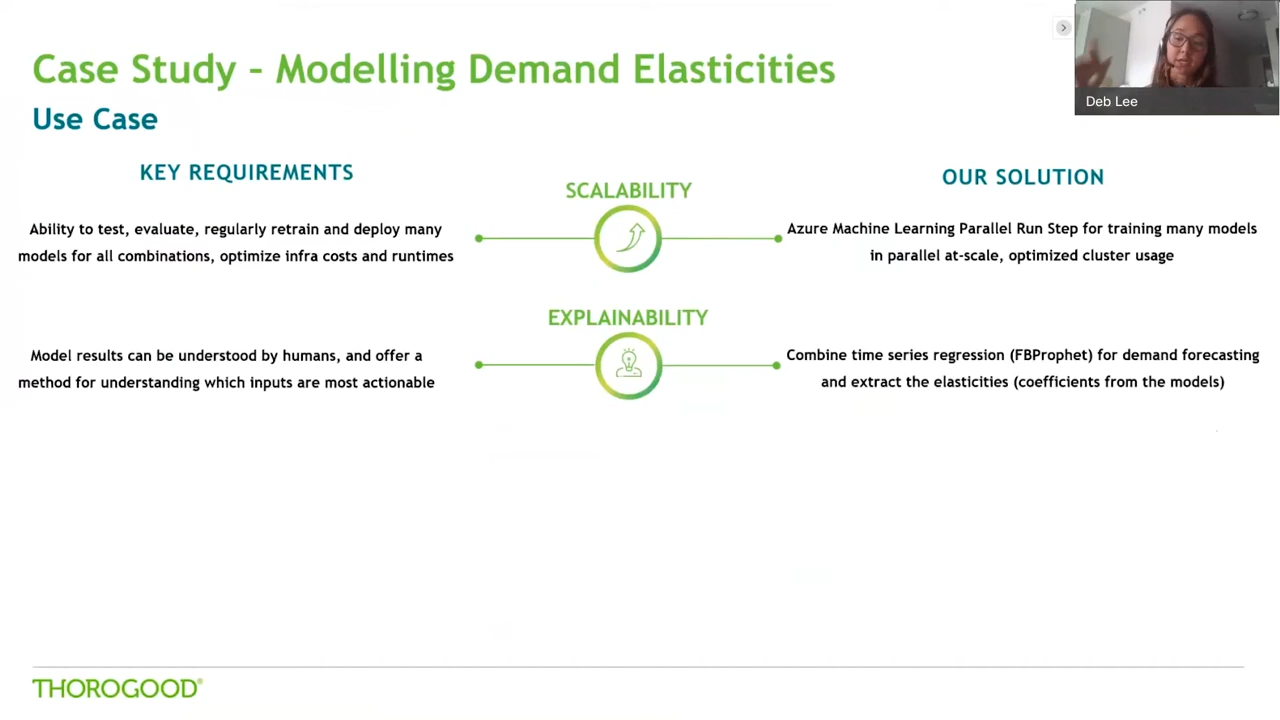 Case Study – Modelling Demand Elasticities
Use Case
Deb Lee
KEY REQUIREMENTS
SCALABILITY
OUR SOLUTION
Ability to test, evaluate, regularly retrain and deploy many
models for all combinations, optimize infra costs and runtimes
Azure Machine Learning Parallel Run Step for training many models
in parallel at-scale, optimized cluster usage
EXPLAINABILITY
Model results can be understood by humans, and offer a
method for understanding which inputs are most actionable
Combine time series regression (FBProphet) for demand forecasting
and extract the elasticities (coefficients from the models)
THOROGOOD®